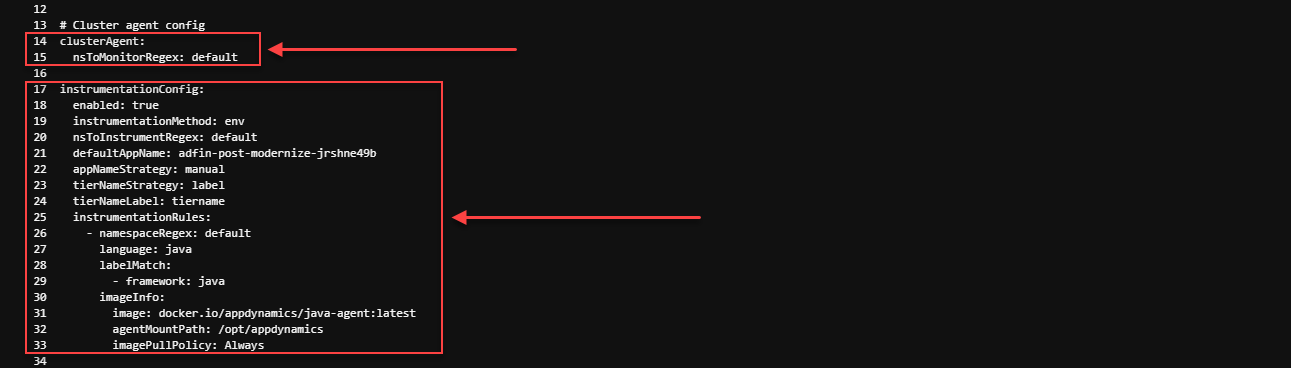 12
13 # Cluster agent config
14 clusterAgent:
15   nsToMonitorRegex: default
16
17 instrumentationConfig:
18   enabled: true
19   instrumentationMethod: env
20   nsToInstrumentRegex: default
21   defaultAppName: adfin-post-modernize-jrshne49b
22   appNameStrategy: manual
23   tierNameStrategy: label
24   tierNameLabel: tiername
25   instrumentationRules:
26     - namespaceRegex: default
27       language: java
28       labelMatch:
29         - framework: java
30       imageInfo:
31         image: docker.io/appdynamics/java-agent:latest
32         agentMountPath: /opt/appdynamics
33         imagePullPolicy: Always
34